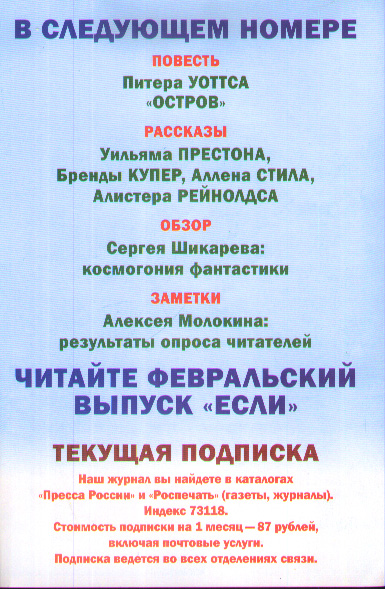 В СЛЕДУЮЩЕМ НОМЕРЕ
ПОВЕСТЬ
Питера УОТТСА
«ОСТРОВ»
РАССКАЗЫ
Уильяма ПРЕСТОНА,
Бренды КУПЕР, Аллена СТИЛА,
Алистера РЕЙНОЛДСА
ОБЗОР
Сергея Шикарева:
космогония фантастики
ЗАМЕТКИ
Алексея Молокина:
результаты опроса читателей
ЧИТАЙТЕ ФЕВРАЛЬСКИЙ
ВЫПУСК «ЕСЛИ»
ТЕКУЩАЯ ПОДПИСКА
Наш журнал вы найдете в каталогах
«Пресса России» и «Роспечать» (газеты, журналы).
Индекс 73118.
Стоимость подписки на 1 месяц — 87 рублей,
включая почтовые услуги.
Подписка ведется во всех отделениях связи.